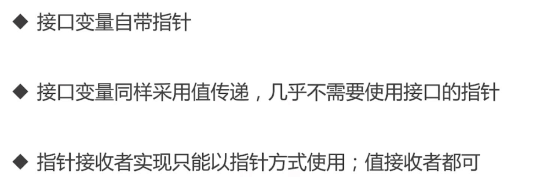 ◆ 接口变量自带指针
◆ 接口变量同样采用值传递，几乎不需要使用接口的指针
◆ 指针接收者实现只能以指针方式使用；值接收者都可